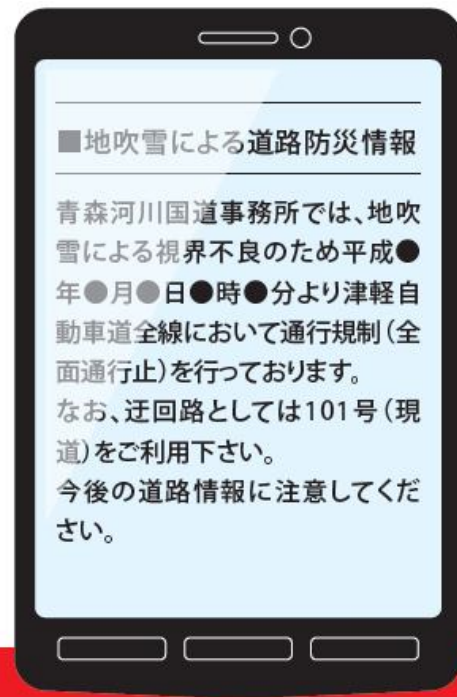 ■地吹雪による道路防災情報
青森河川国道事務所では、地吹
雪による視界不良のため平成●
年●月●日●時●分より津軽自
動車道全線において通行規制(全
面通行止)を行っております。
なお、迂回路としては101号(現
道)をご利用下さい。
今後の道路情報に注意してくだ
さい。